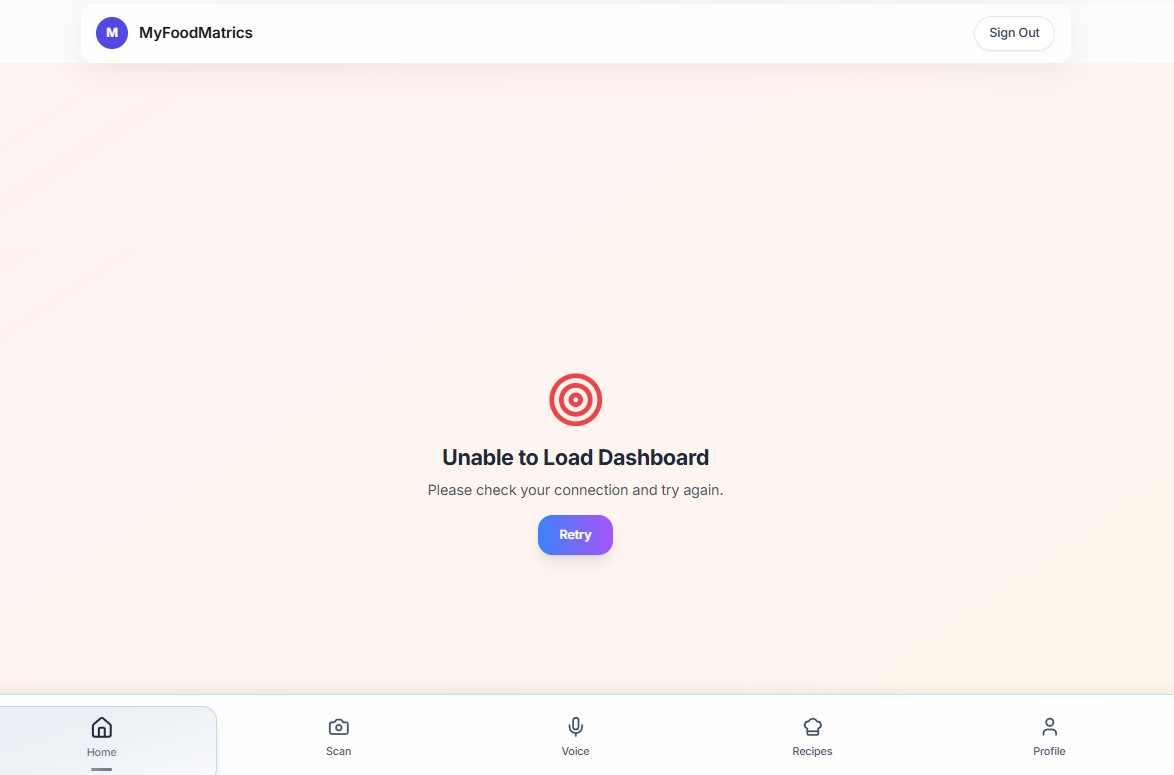 M MyFoodMatrics Sign Out
Unable to Load Dashboard
Please check your connection and try again.
Retry
Home Scan Voice Recipes Profile